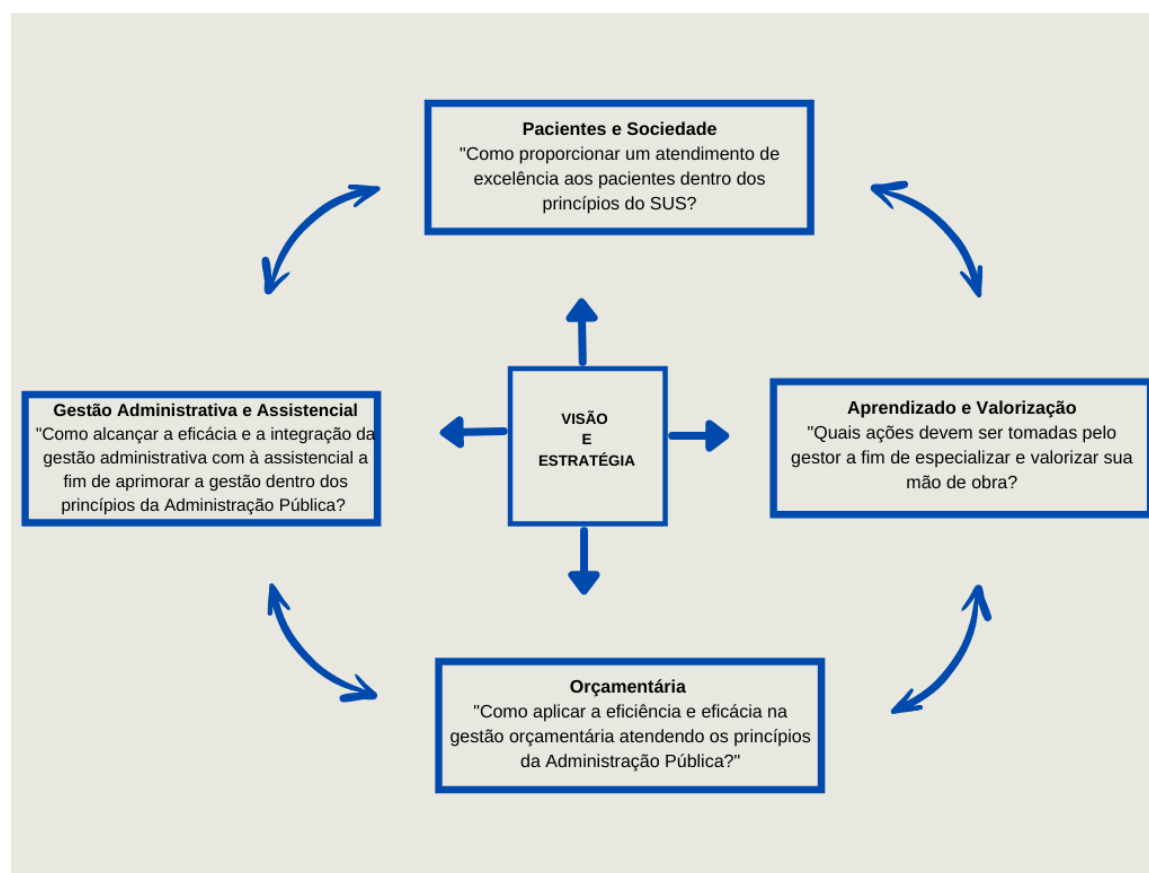 Pacientes e Sociedade
"Como proporcionar um atendimento de
excelência aos pacientes dentro dos
princípios do SUS?
Gestão Administrativa e Assistencial
"Como alcançar a eficácia e a integração da
gestão administrativa com à assistencial a
fim de aprimorar a gestão dentro dos
princípios da Administração Pública?
VISÃO
E
ESTRATÉGIA
Aprendizado e Valorização
"Quais ações devem ser tomadas pelo
gestor a fim de especializar e valorizar sua
mão de obra?
Orçamentária
"Como aplicar a eficiência e eficácia na
gestão orçamentária atendendo os princípios
da Administração Pública?"